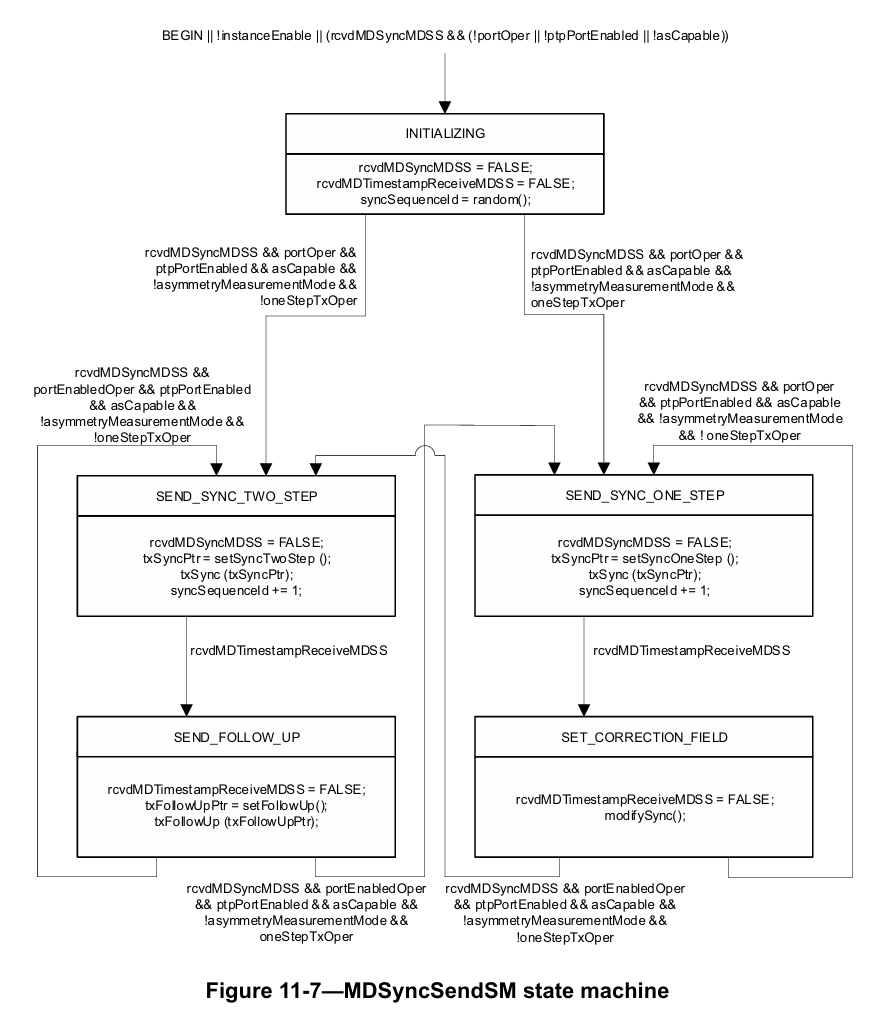 BEGIN || !instanceEnable || (rcvdMDSyncMDSS && (!portOper || !ptpPortEnabled || !asCapable))
INITIALIZING
rcvdMDSyncMDSS = FALSE;
rcvdMDTimestampReceiveMDSS = FALSE;
syncSequenceId = random();
rcvdMDSyncMDSS && portOper &&
ptpPortEnabled && asCapable &&
!asymmetryMeasurementMode &&
!oneStepTxOper
rcvdMDSyncMDSS && portOper &&
ptpPortEnabled && asCapable &&
!asymmetryMeasurementMode &&
oneStepTxOper
rcvdMDSyncMDSS &&
portEnabledOper && ptpPortEnabled
&& asCapable &&
!asymmetryMeasurementMode &&
!oneStepTxOper
rcvdMDSyncMDSS && portOper
&& ptpPortEnabled && asCapable
&& !asymmetryMeasurementMode
&& ! oneStepTxOper
SEND_SYNC_TWO_STEP
rcvdMDSyncMDSS = FALSE;
txSyncPtr = setSyncTwoStep ();
txSync (txSyncPtr);
syncSequenceId += 1;
SEND_SYNC_ONE_STEP
rcvdMDSyncMDSS = FALSE;
txSyncPtr = setSyncOneStep ();
txSync (txSyncPtr);
syncSequenceId += 1;
rcvdMDTimestampReceiveMDSS
rcvdMDTimestampReceiveMDSS
SEND_FOLLOW_UP
rcvdMDTimestampReceiveMDSS = FALSE;
txFollowUpPtr = setFollowUp();
txFollowUp (txFollowUpPtr);
SET_CORRECTION_FIELD
rcvdMDTimestampReceiveMDSS = FALSE;
modifySync();
rcvdMDSyncMDSS && portEnabledOper
&& ptpPortEnabled && asCapable &&
!asymmetryMeasurementMode &&
oneStepTxOper
rcvdMDSyncMDSS && portEnabledOper
&& ptpPortEnabled && asCapable &&
!asymmetryMeasurementMode &&
!oneStepTxOper
Figure 11-7—MDSyncSendSM state machine